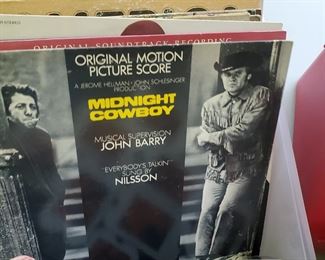 ORIGINAL SOUNDTRACK RECORDING
ORIGINAL MOTION
PICTURE SCORE
A JEROME HELLMAN-JOHN SCHLESINGER
PRODUCTION
MIDNIGHT
COWBOY
MUSICAL SUPERVISION
JOHN BARRY
"EVERYBODY'S TALKIN'"
SUNG BY
NILSSON